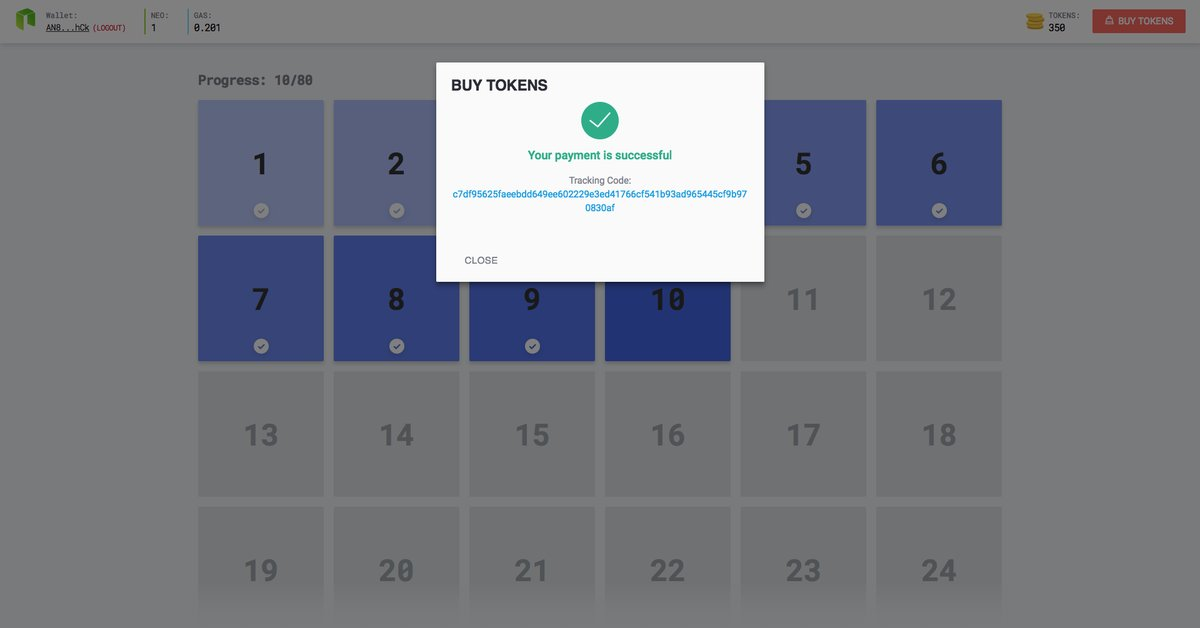 Wallet:
AN8...hCk (LOGOUT)
NEO:
1
GAS:
0.201
TOKENS:
350
BUY TOKENS
Progress: 10/80
BUY TOKENS
Your payment is successful
Tracking Code:
c7df95625faeebdd649ee602229e3ed41766cf541b93ad965445cf9b97
0830af
CLOSE
1 2 5 6
7 8 9 10 11 12
13 14 15 16 17 18
19 20 21 22 23 24